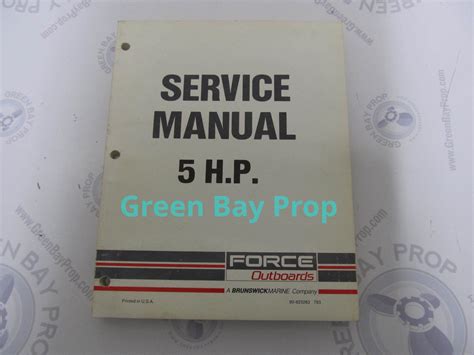 SERVICE
MANUAL
5 H.P.
Green Bay Prop
FORCE
Outboards
A BRUNSWICK MARINE Company
Printed in U.S.A.